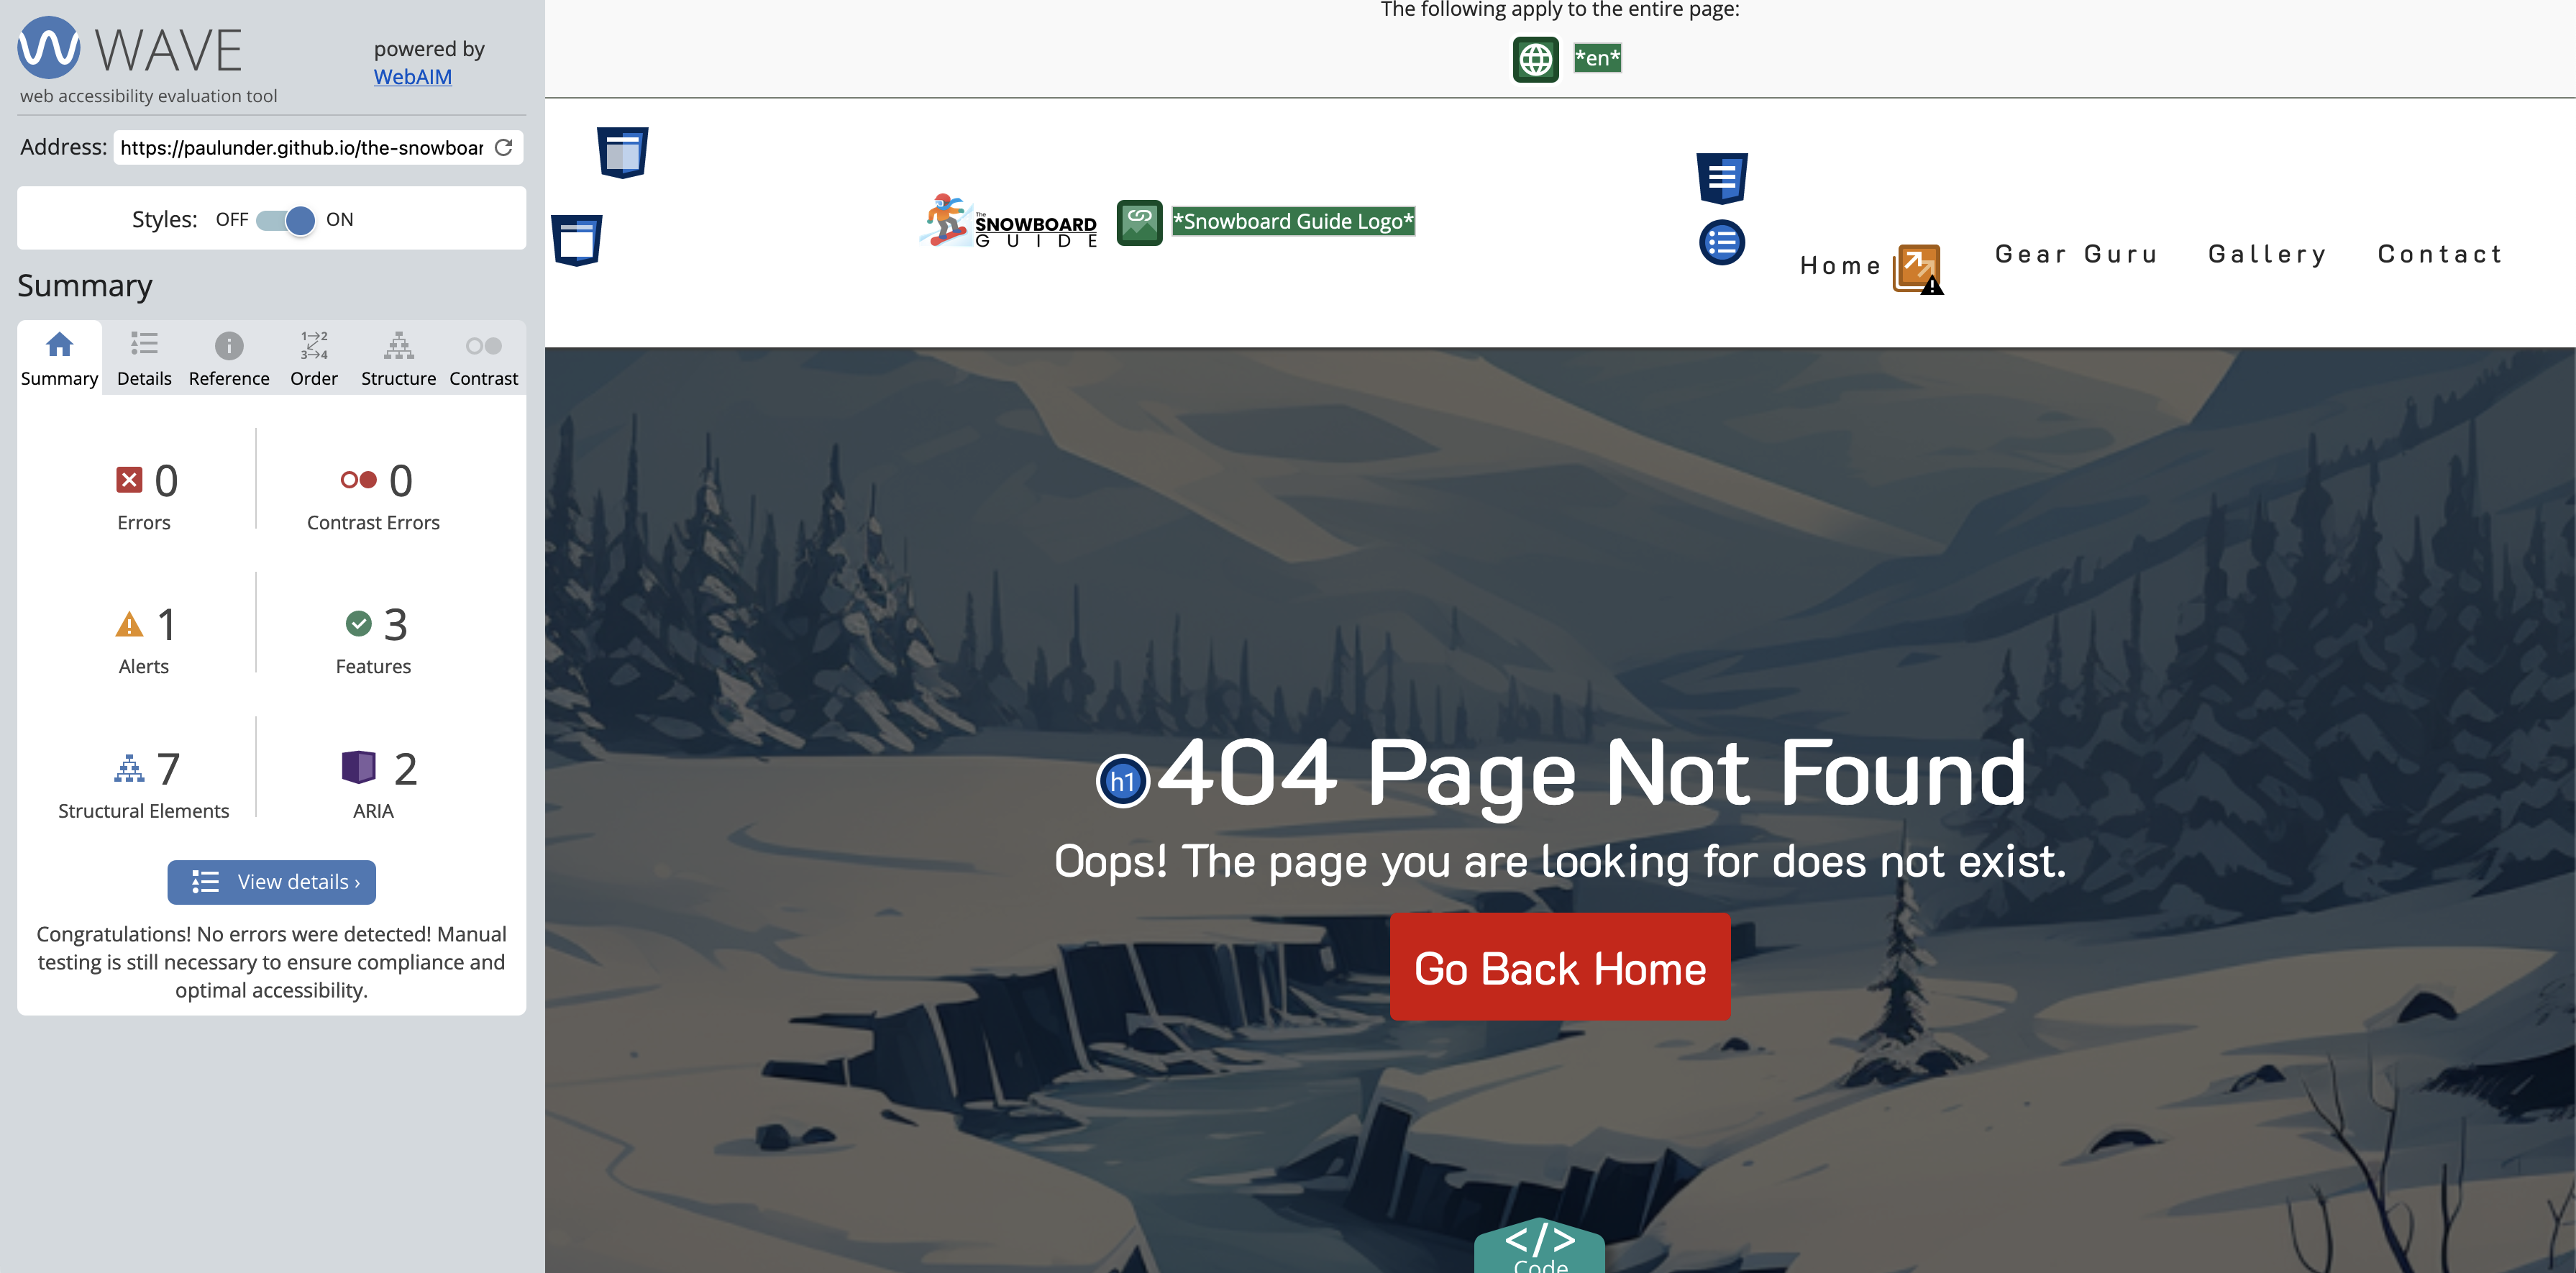 WAVE
powered by
WebAIM
web accessibility evaluation tool
Address: https://paulunder.github.io/the-snowboar
Styles: OFF ON
Summary
Summary Details Reference Order Structure Contrast
1→2
3→4
0 0
Errors Contrast Errors
1 3
Alerts Features
7 2
Structural Elements ARIA
View details ›
Congratulations! No errors were detected! Manual
testing is still necessary to ensure compliance and
optimal accessibility.
The following apply to the entire page:
*en*
The
SNOWBOARD
GUIDE
*Snowboard Guide Logo*
Home Gear Guru Gallery Contact
h1 404 Page Not Found
Oops! The page you are looking for does not exist.
Go Back Home
</>
Code